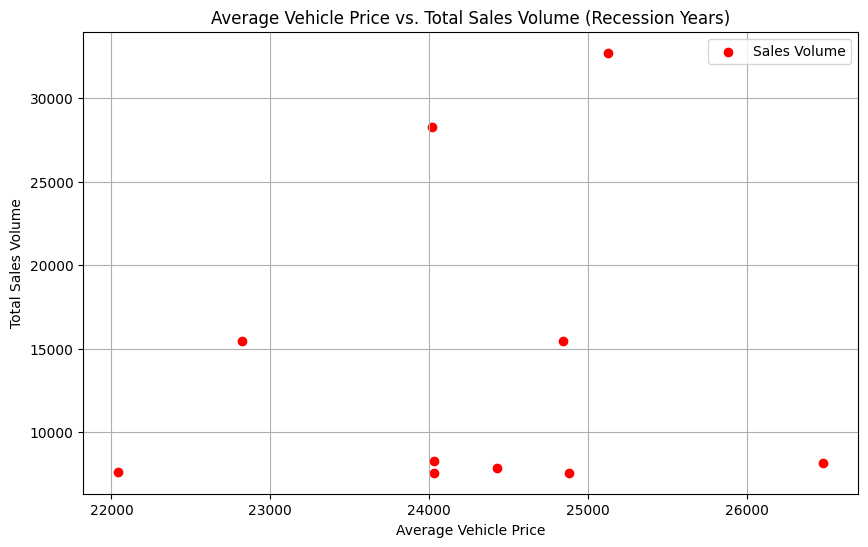 Average Vehicle Price vs. Total Sales Volume (Recession Years)
Sales Volume
30000
25000
20000
15000
10000
Total Sales Volume
22000 23000 24000 25000 26000
Average Vehicle Price